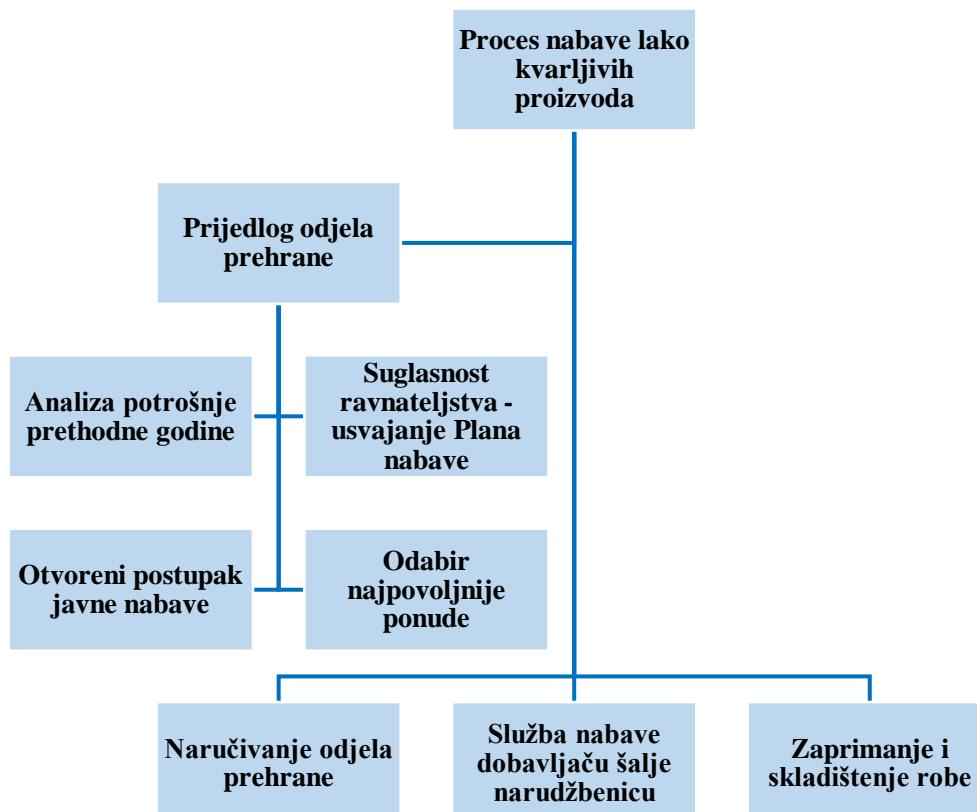 Proces nabave lako
kvarljivih
proizvoda
Prijedlog odjela
prehrane
Analiza potrošnje
prethodne godine
Suglasnost
ravnateljstva -
usvajanje Plana
nabave
Otvoreni postupak
javne nabave
Odabir
najpovoljnije
ponude
Naručivanje odjela
prehrane
Služba nabave
dobavljaču šalje
narudžbenicu
Zaprimanje i
skladištenje robe